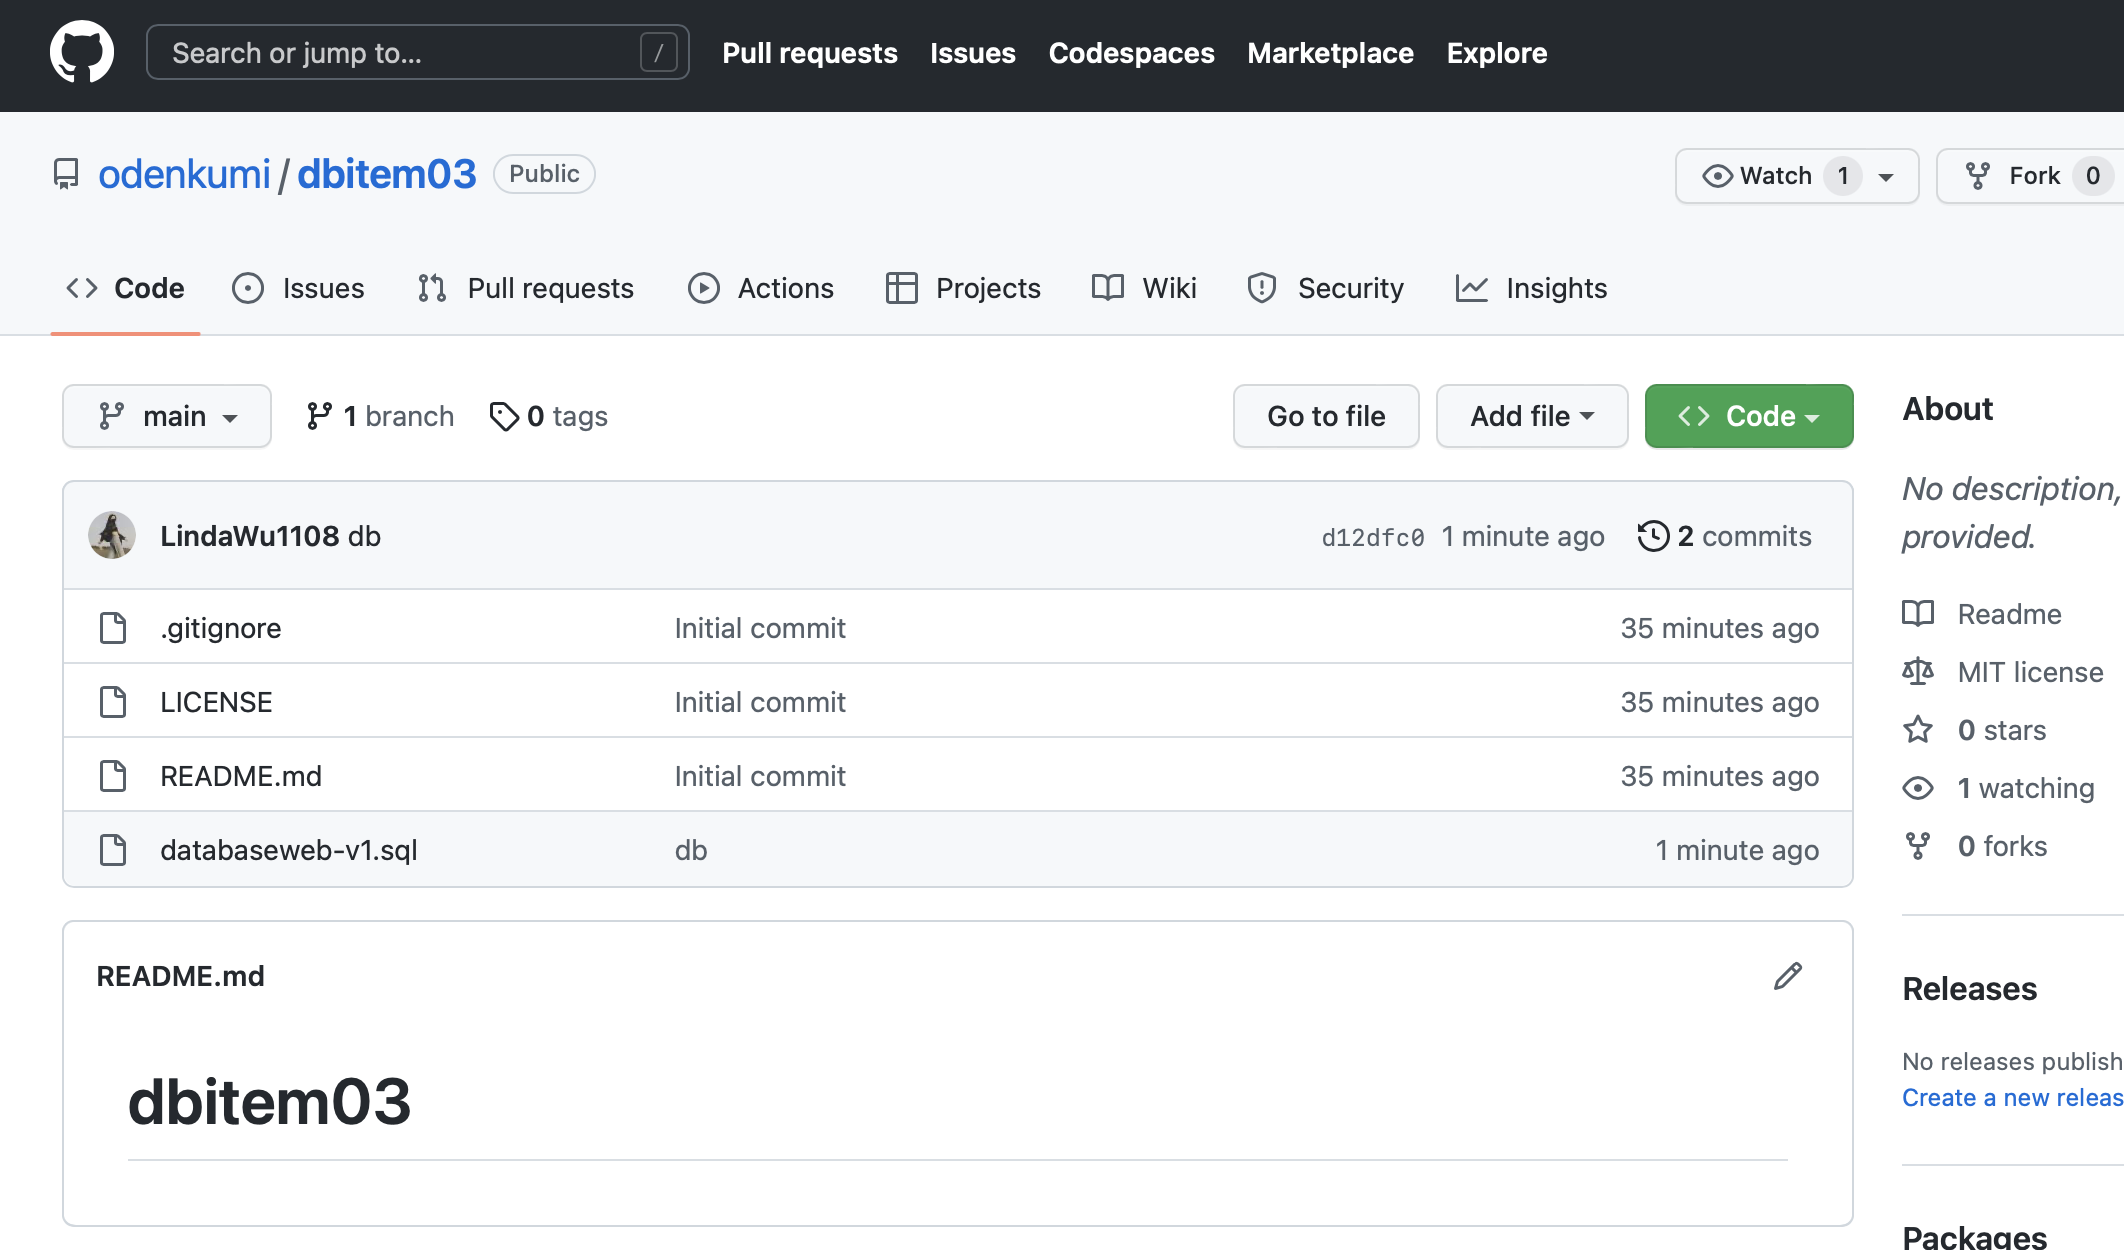 Search or jump to... / Pull requests Issues Codespaces Marketplace Explore
odenkumi / dbitem03 Public Watch 1 Fork 0
Code Issues Pull requests Actions Projects Wiki Security Insights
main 1 branch 0 tags Go to file Add file Code
LindaWu1108 db d12dfc0 1 minute ago 2 commits
.gitignore Initial commit 35 minutes ago
LICENSE Initial commit 35 minutes ago
README.md Initial commit 35 minutes ago
databaseweb-v1.sql db 1 minute ago
README.md
dbitem03
About
No description,
provided.
Readme
MIT license
0 stars
1 watching
0 forks
Releases
No releases publish
Create a new releas
Packages